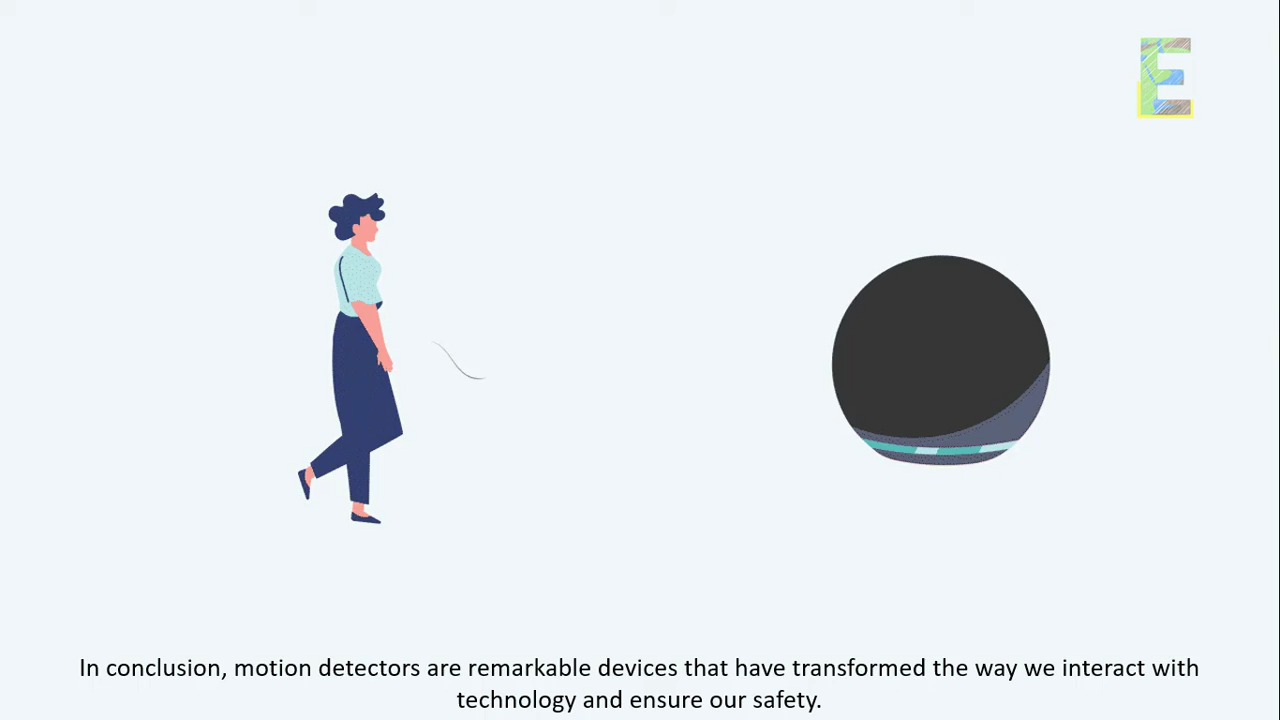 E
In conclusion, motion detectors are remarkable devices that have transformed the way we interact with
technology and ensure our safety.